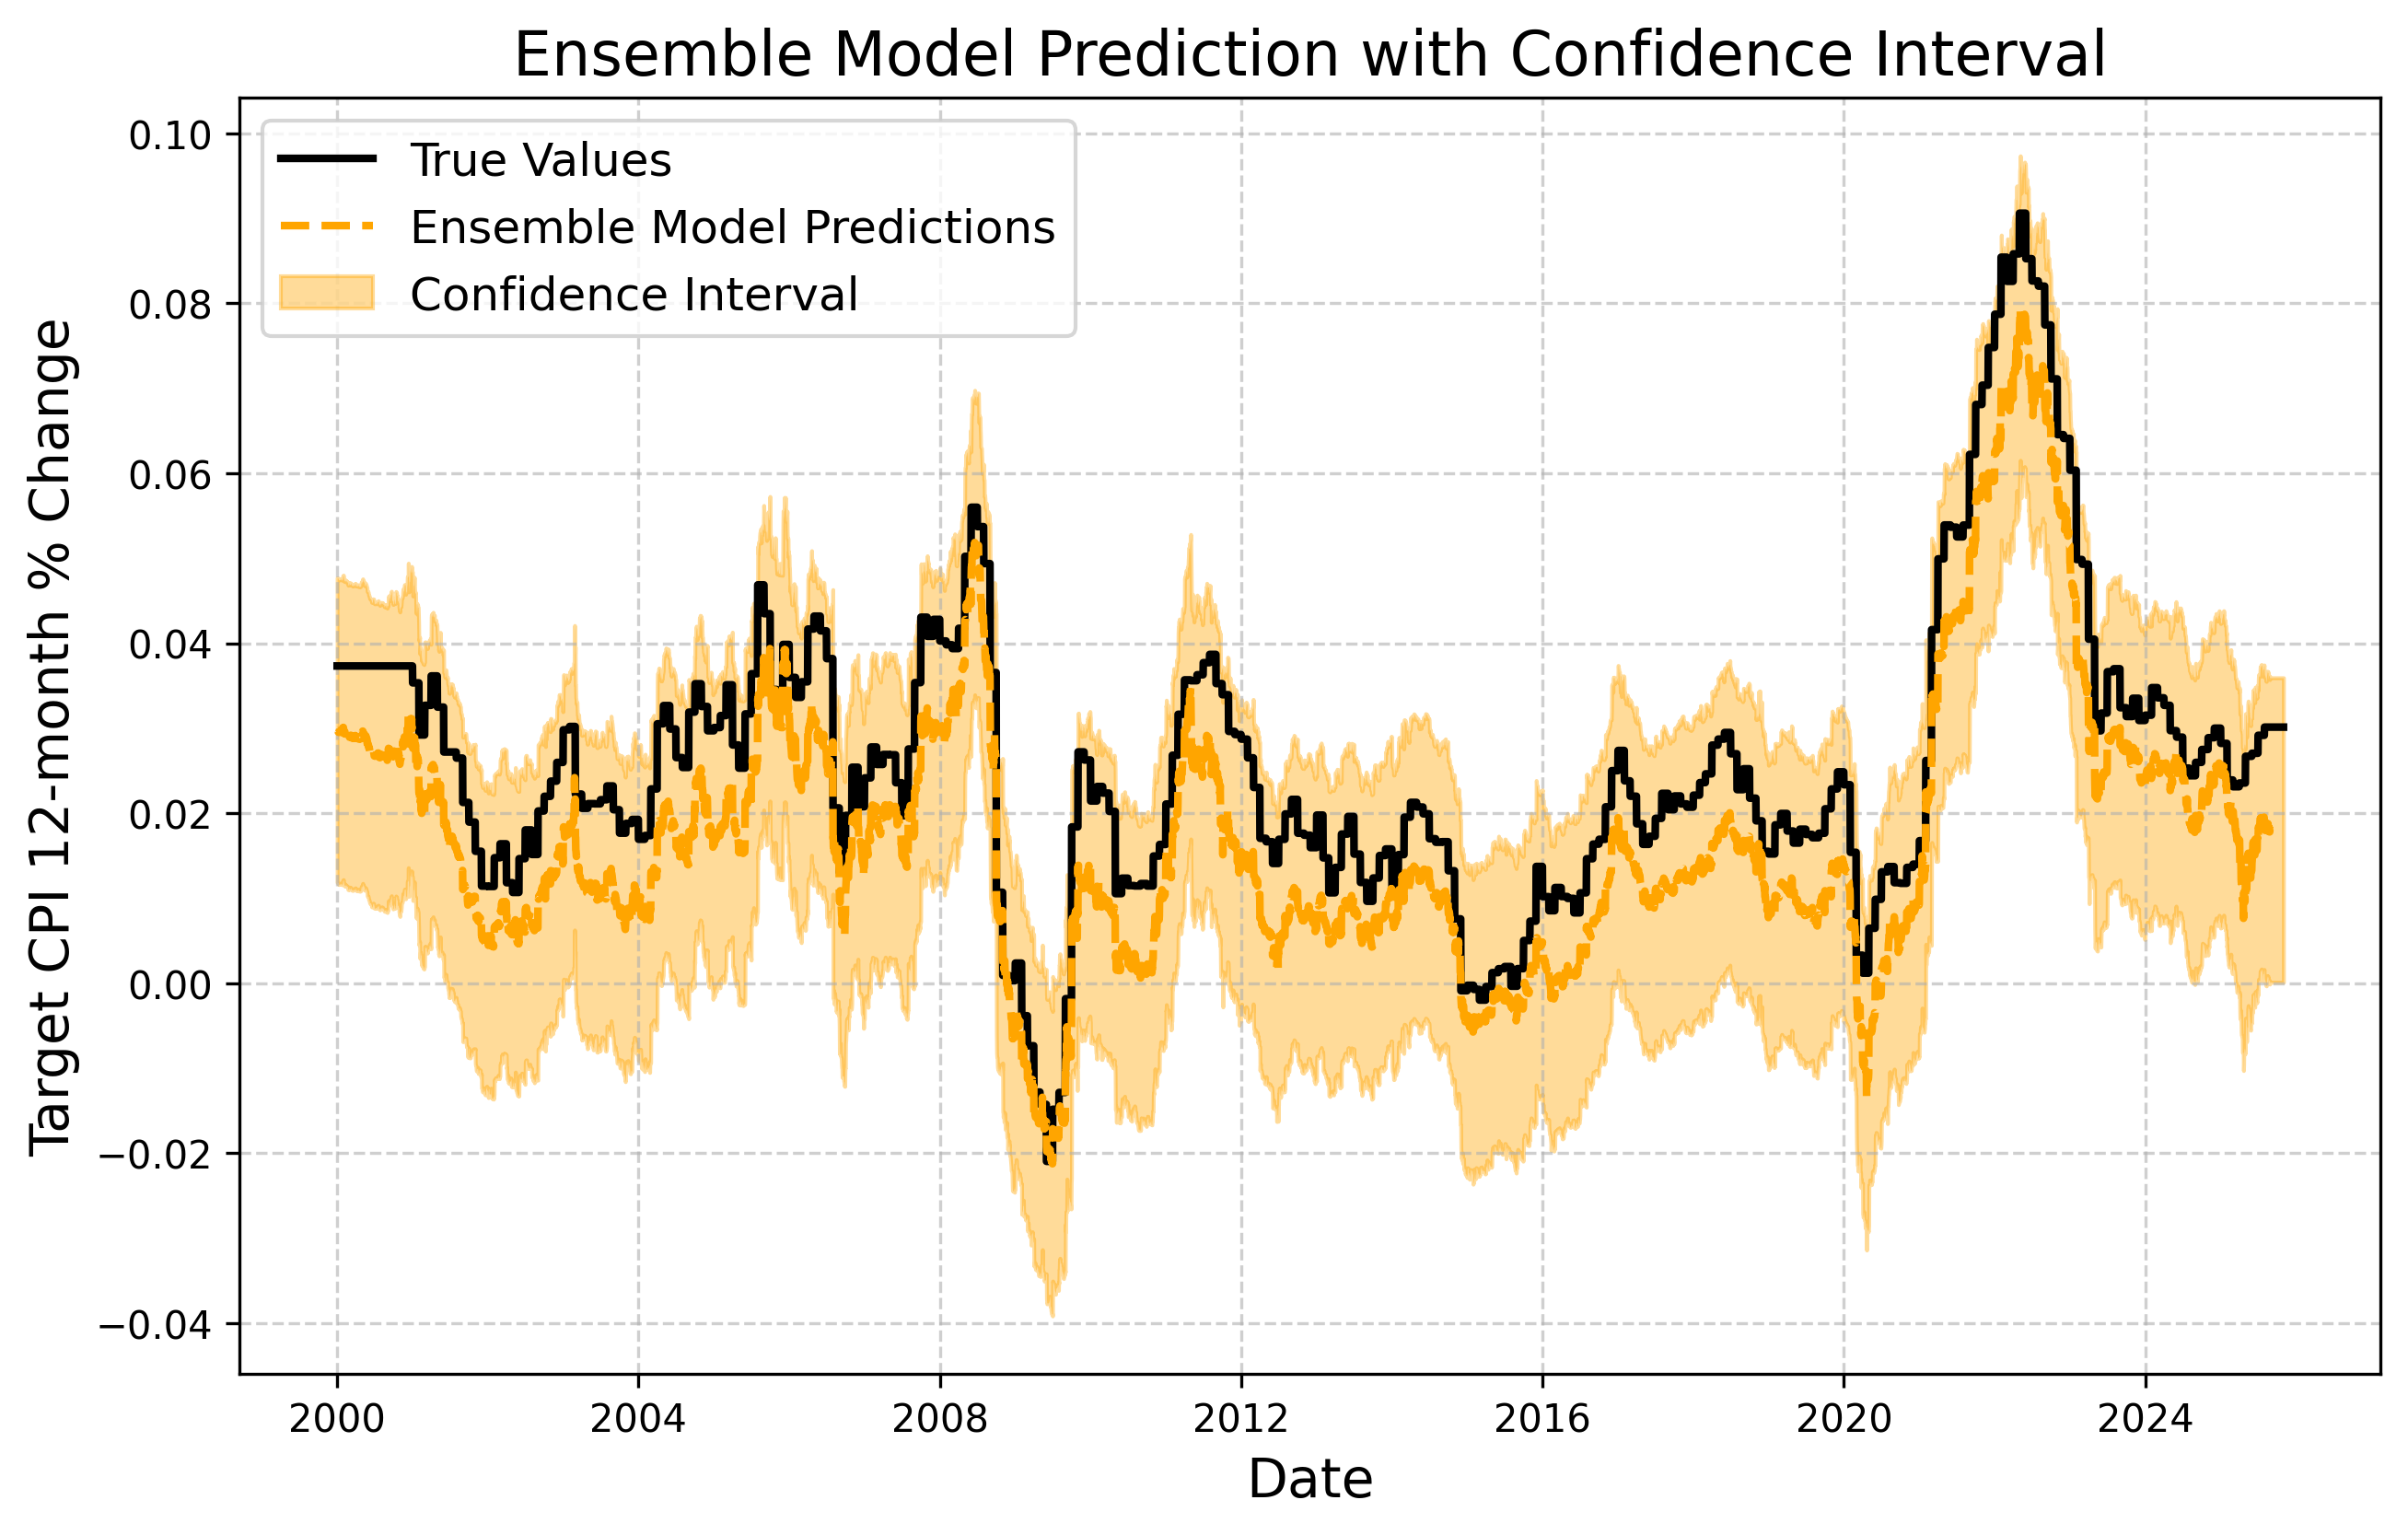 Ensemble Model Prediction with Confidence Interval
True Values
Ensemble Model Predictions
Confidence Interval
Target CPI 12-month % Change
0.10
0.08
0.06
0.04
0.02
0.00
−0.02
−0.04
2000
2004
2008
2012
2016
2020
2024
Date